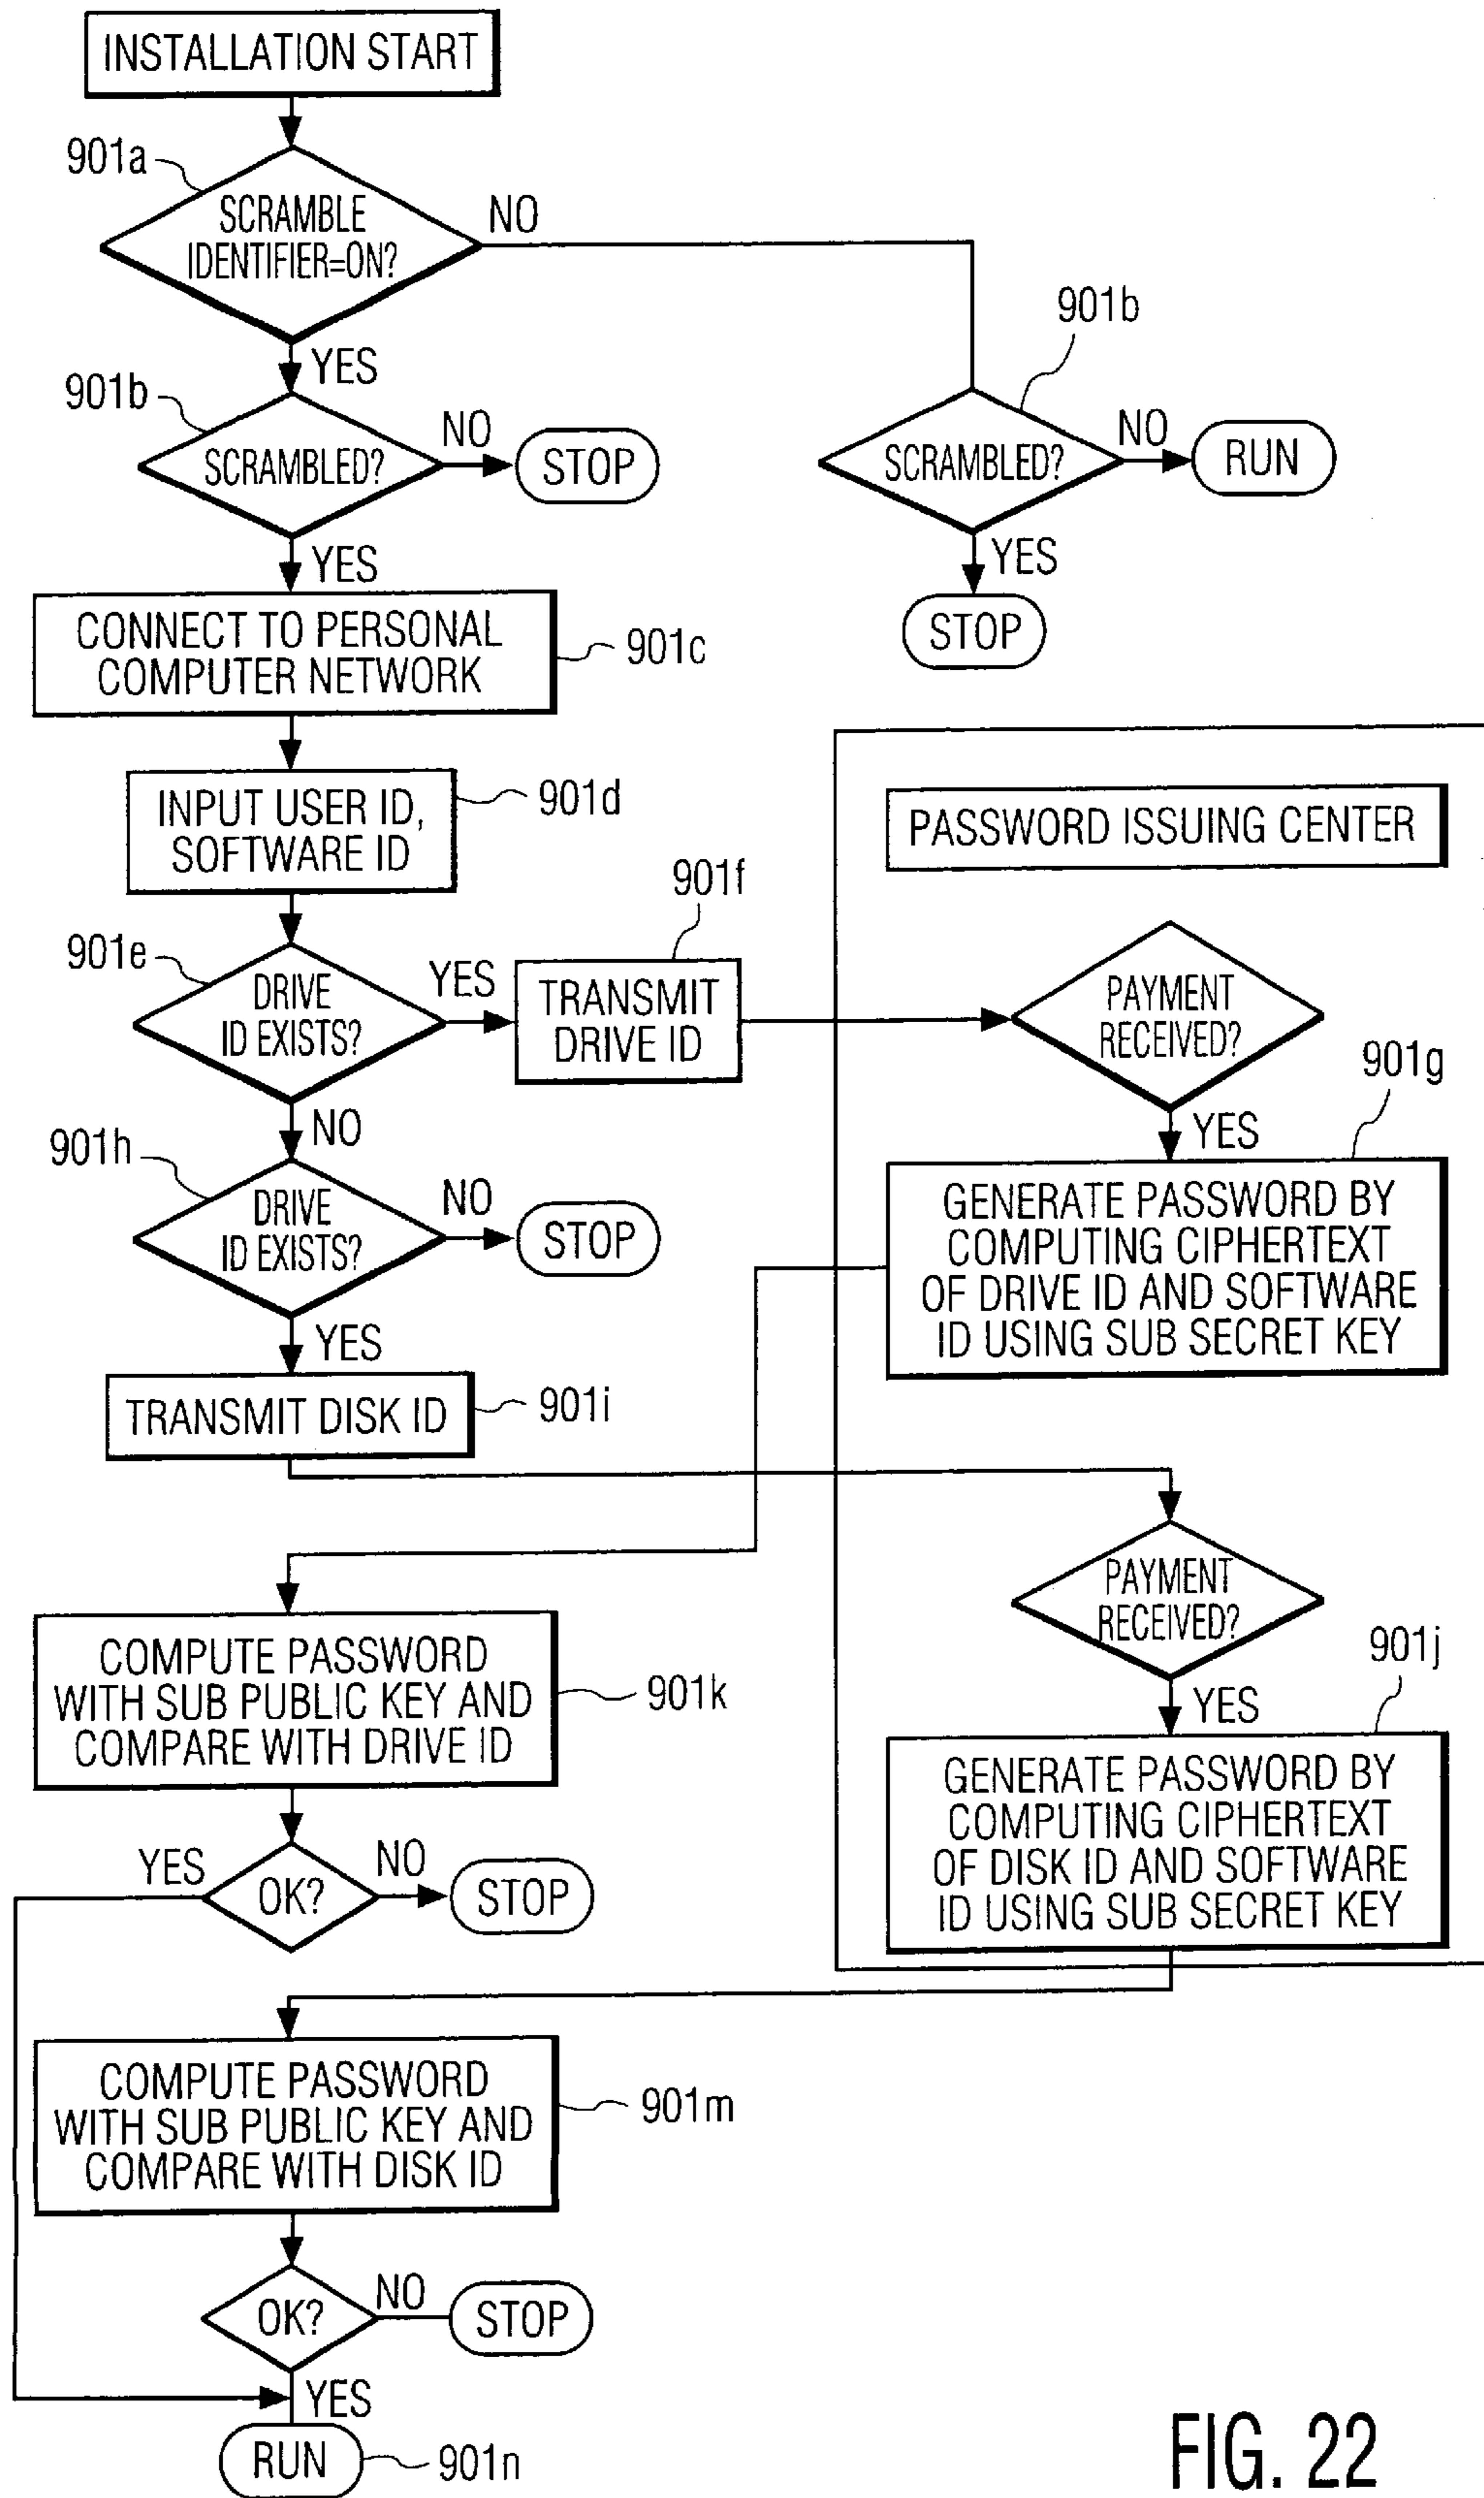 INSTALLATION START
901a
SCRAMBLE
IDENTIFIER=ON?
NO
YES
901b
SCRAMBLED?
NO
STOP
901b
SCRAMBLED?
NO
RUN
YES
STOP
YES
CONNECT TO PERSONAL
COMPUTER NETWORK
901c
INPUT USER ID,
SOFTWARE ID
901d
PASSWORD ISSUING CENTER
901e
DRIVE
ID EXISTS?
YES
901f
TRANSMIT
DRIVE ID
PAYMENT
RECEIVED?
YES
901g
GENERATE PASSWORD BY
COMPUTING CIPHERTEXT
OF DRIVE ID AND SOFTWARE
ID USING SUB SECRET KEY
NO
901h
DRIVE
ID EXISTS?
NO
STOP
YES
TRANSMIT DISK ID
901i
PAYMENT
RECEIVED?
YES
901j
GENERATE PASSWORD BY
COMPUTING CIPHERTEXT
OF DISK ID AND SOFTWARE
ID USING SUB SECRET KEY
COMPUTE PASSWORD
WITH SUB PUBLIC KEY AND
COMPARE WITH DRIVE ID
901k
YES
OK?
NO
STOP
COMPUTE PASSWORD
WITH SUB PUBLIC KEY AND
COMPARE WITH DISK ID
901m
OK?
NO
STOP
YES
RUN
901n
FIG. 22